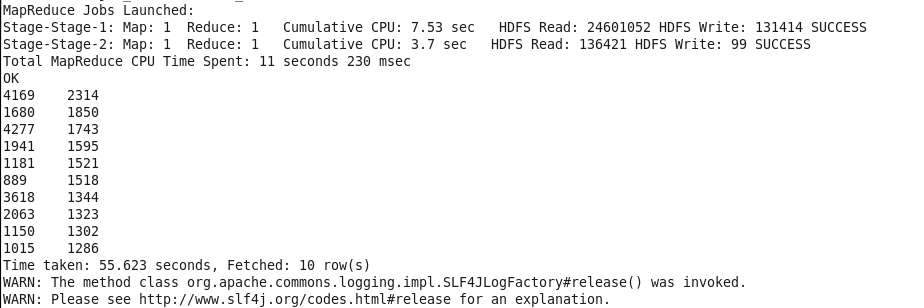 MapReduce Jobs Launched:
Stage-Stage-1: Map: 1  Reduce: 1   Cumulative CPU: 7.53 sec   HDFS Read: 24601052 HDFS Write: 131414 SUCCESS
Stage-Stage-2: Map: 1  Reduce: 1   Cumulative CPU: 3.7 sec   HDFS Read: 136421 HDFS Write: 99 SUCCESS
Total MapReduce CPU Time Spent: 11 seconds 230 msec
OK
4169    2314
1680    1850
4277    1743
1941    1595
1181    1521
889     1518
3618    1344
2063    1323
1150    1302
1015    1286
Time taken: 55.623 seconds, Fetched: 10 row(s)
WARN: The method class org.apache.commons.logging.impl.SLF4JLogFactory#release() was invoked.
WARN: Please see http://www.slf4j.org/codes.html#release for an explanation.